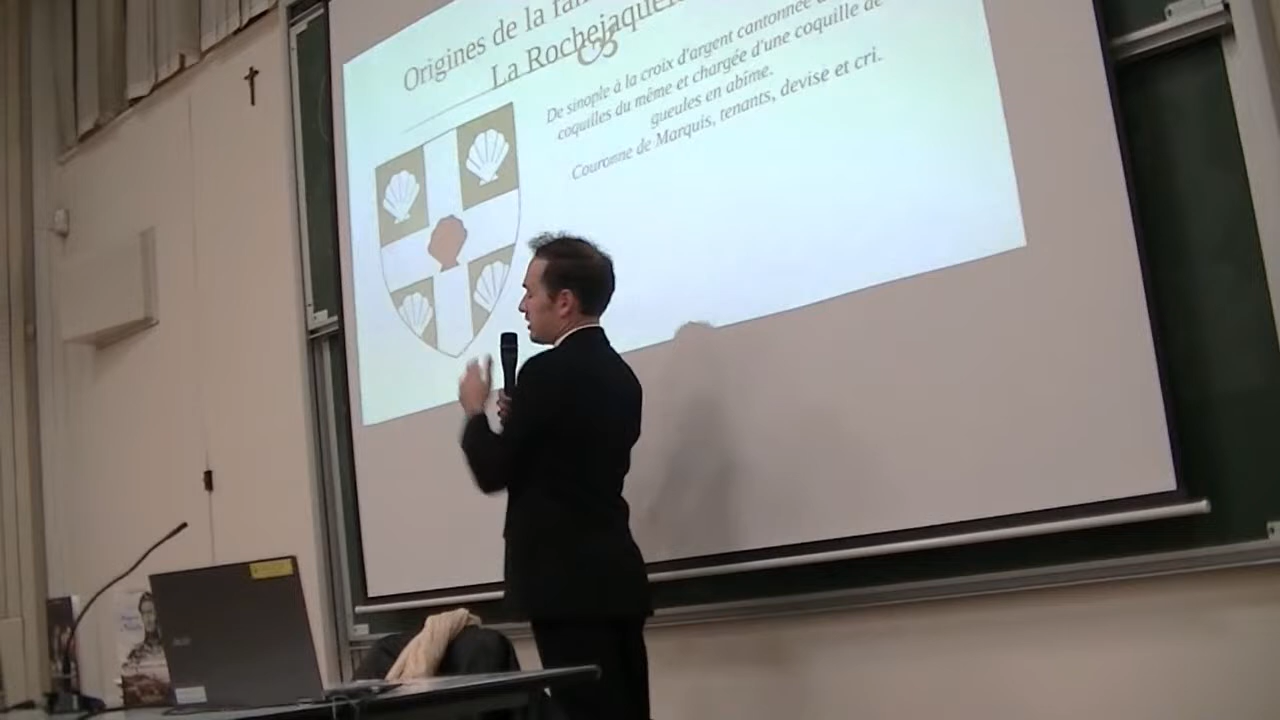 Origines de la
La Rochejaquel
De sinople à la croix d'argent cantonnée
coquilles du même et chargée d'une coquille de
gueules en abîme.
Couronne de Marquis, tenants, devise et cri.